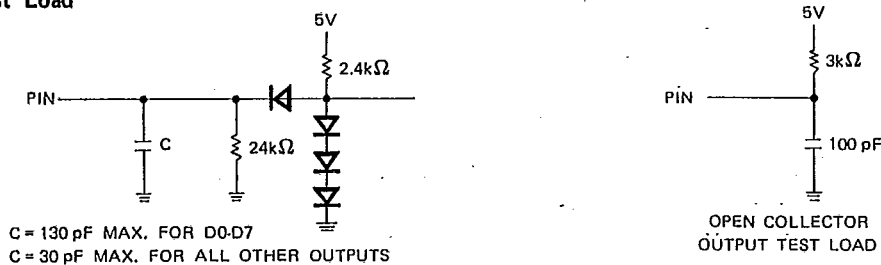 st Load
5V
2.4kΩ
PIN
C
24kΩ
C = 130 pF MAX. FOR D0-D7
C = 30 pF MAX. FOR ALL OTHER OUTPUTS
5V
3kΩ
PIN
100 pF
OPEN COLLECTOR
OUTPUT TEST LOAD